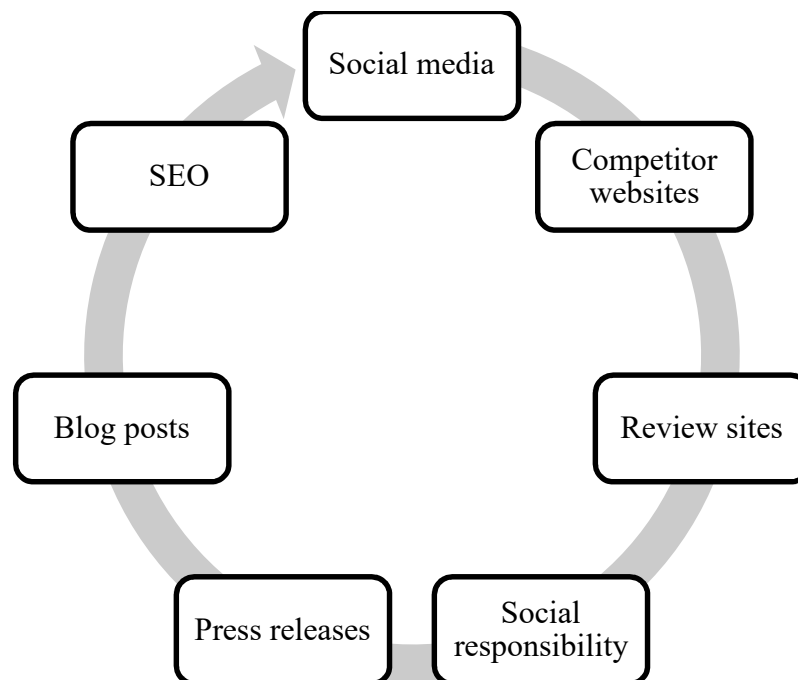 Social media
Competitor
websites
Review sites
Social
responsibility
Press releases
Blog posts
SEO